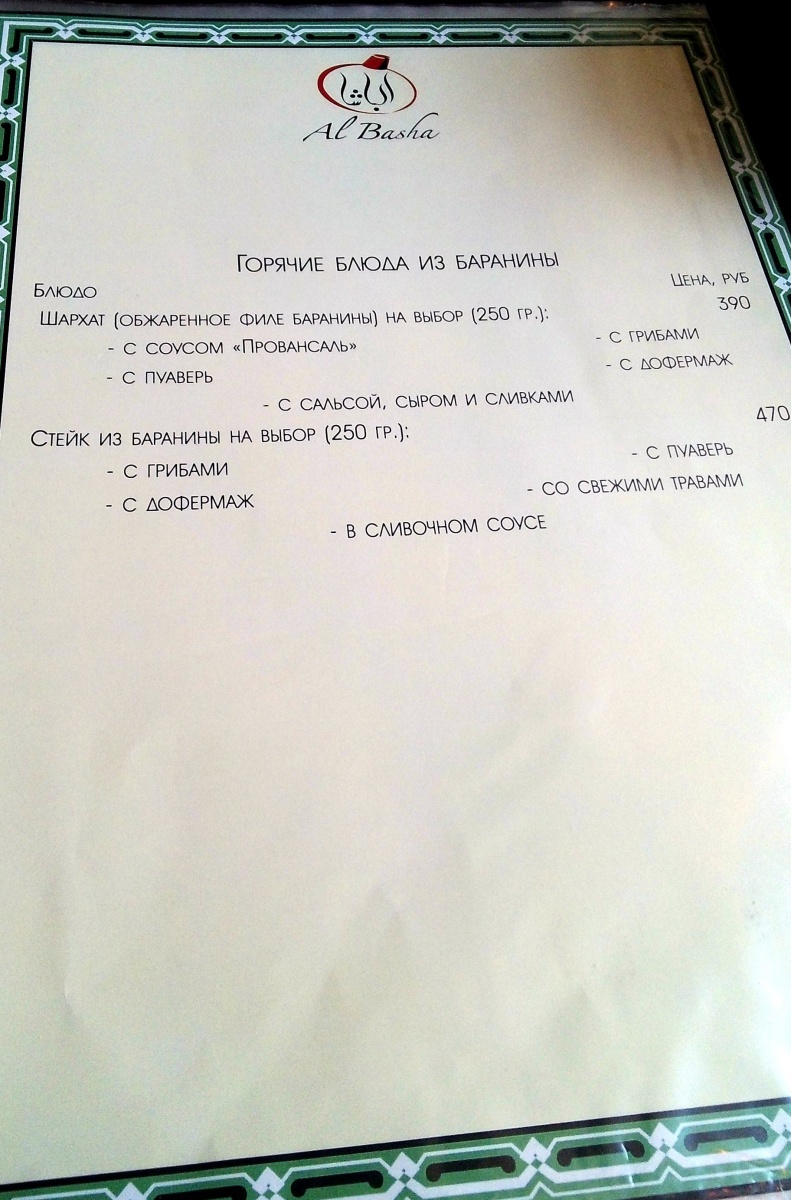 الباشا
Al Basha
Горячие блюда из баранины
Блюдо Цена, руб
Шархат (обжаренное филе баранины) на выбор (250 гр.): 390
- с соусом «Провансаль» - с грибами
- с пуаверь - с дофермаж
- с сальсой, сыром и сливками
Стейк из баранины на выбор (250 гр.): 470
- с грибами - с пуаверь
- с дофермаж - со свежими травами
- в сливочном соусе